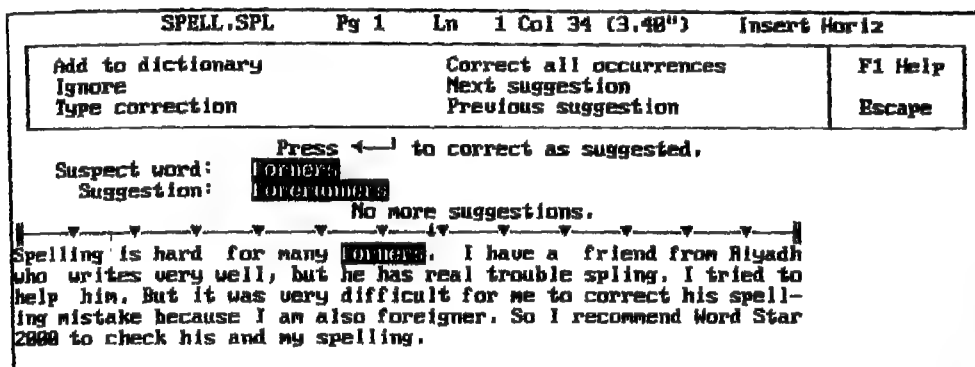 SPELL.SPL Pg 1 Ln 1 Col 34 (3.40") Insert Horiz
Add to dictionary Correct all occurrences F1 Help
Ignore Next suggestion
Type correction Previous suggestion Escape
Press to correct as suggested.
Suspect word: forners
Suggestion: forerunners
No more suggestions.
Spelling is hard for many forners. I have a friend from Riyadh
who writes very well, but he has real trouble spling. I tried to
help him. But it was very difficult for me to correct his spell-
ing mistake because I am also foreigner. So I recommend Word Star
2000 to check his and my spelling.